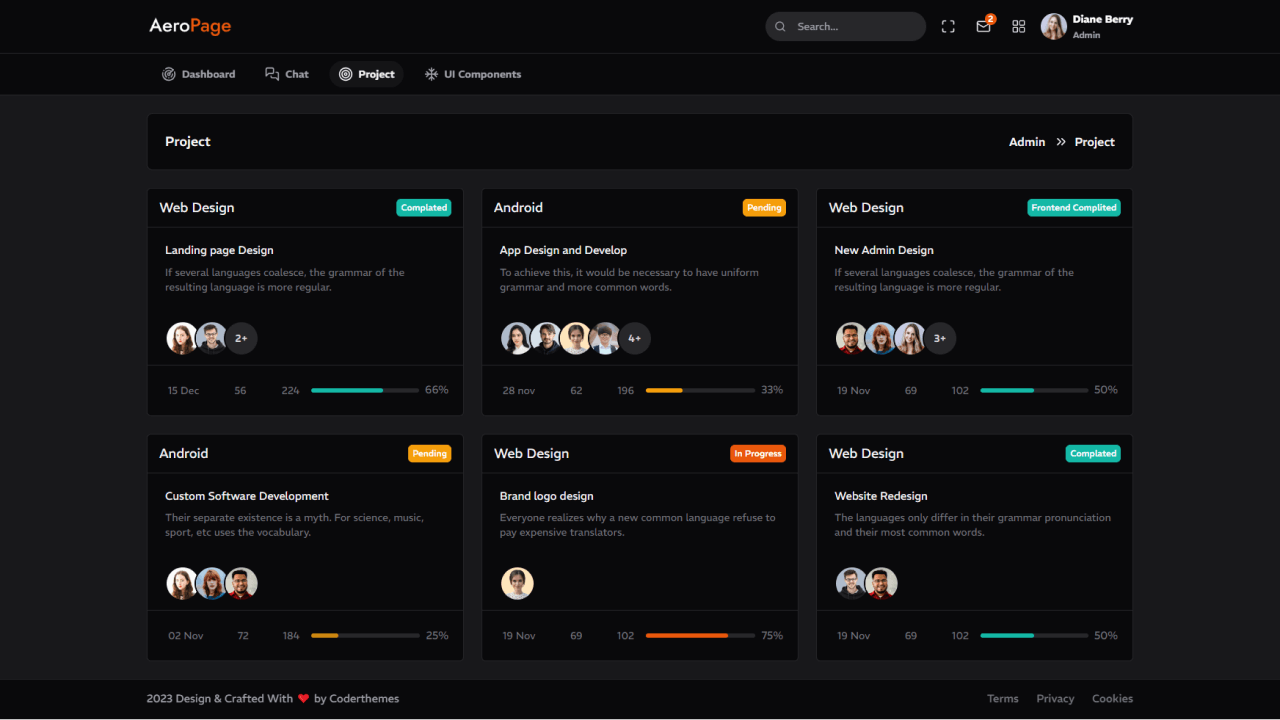 AeroPage
Search...
2
Diane Berry
Admin
Dashboard
Chat
Project
UI Components
Project
Admin
Project
Web Design
Complated
Landing page Design
If several languages coalesce, the grammar of the
resulting language is more regular.
2+
15 Dec
56
224
66%
Android
Pending
App Design and Develop
To achieve this, it would be necessary to have uniform
grammar and more common words.
4+
28 nov
62
196
33%
Web Design
Frontend Complited
New Admin Design
If several languages coalesce, the grammar of the
resulting language is more regular.
3+
19 Nov
69
102
50%
Android
Pending
Custom Software Development
Their separate existence is a myth. For science, music,
sport, etc uses the vocabulary.
02 Nov
72
184
25%
Web Design
In Progress
Brand logo design
Everyone realizes why a new common language refuse to
pay expensive translators.
19 Nov
69
102
75%
Web Design
Complated
Website Redesign
The languages only differ in their grammar pronunciation
and their most common words.
19 Nov
69
102
50%
2023 Design & Crafted With ❤ by Coderthemes
Terms
Privacy
Cookies